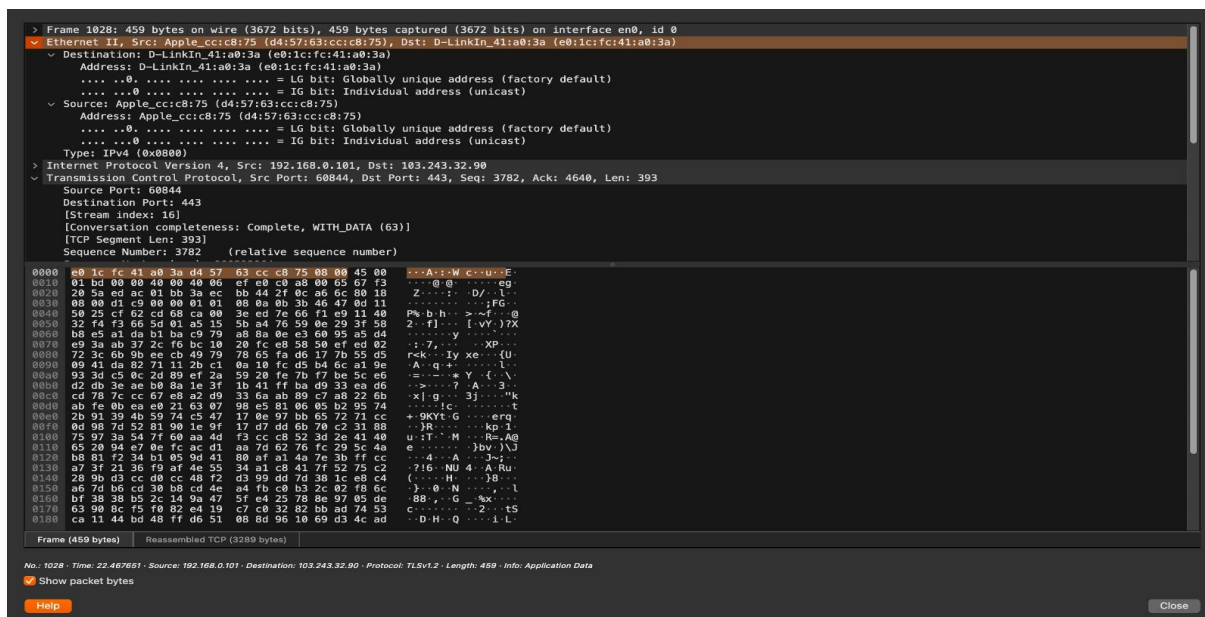 > Frame 1028: 459 bytes on wire (3672 bits), 459 bytes captured (3672 bits) on interface en0, id 0
Ethernet II, Src: Apple_cc:c8:75 (d4:57:63:cc:c8:75), Dst: D-LinkIn_41:a0:3a (e0:1c:fc:41:a0:3a)
Destination: D-LinkIn_41:a0:3a (e0:1c:fc:41:a0:3a)
Address: D-LinkIn_41:a0:3a (e0:1c:fc:41:a0:3a)
.... ..0. .... .... .... .... = LG bit: Globally unique address (factory default)
.... ...0 .... .... .... .... = IG bit: Individual address (unicast)
Source: Apple_cc:c8:75 (d4:57:63:cc:c8:75)
Address: Apple_cc:c8:75 (d4:57:63:cc:c8:75)
.... ..0. .... .... .... .... = LG bit: Globally unique address (factory default)
.... ...0 .... .... .... .... = IG bit: Individual address (unicast)
Type: IPv4 (0x0800)
> Internet Protocol Version 4, Src: 192.168.0.101, Dst: 103.243.32.90
Transmission Control Protocol, Src Port: 60844, Dst Port: 443, Seq: 3782, Ack: 4640, Len: 393
Source Port: 60844
Destination Port: 443
[Stream index: 16]
[Conversation completeness: Complete, WITH_DATA (63)]
[TCP Segment Len: 393]
Sequence Number: 3782 (relative sequence number)
0000 e0 1c fc 41 a0 3a d4 57 63 cc c8 75 08 00 45 00 ···A·:·W c··u··E·
0010 01 bd 00 00 40 00 40 06 ef e0 c0 a8 00 65 67 f3 ····@·@· ·····eg·
0020 20 5a ed ac 01 bb 3a ec bb 44 2f 0c a6 6c 80 18 Z····:· ·D/··l··
0030 08 00 d1 c9 00 00 01 01 08 0a 0b 3b 46 47 0d 11 ········ ···;FG··
0040 50 25 cf 62 cd 68 ca 00 3e ed 7e 66 f1 e9 11 40 P%·b·h·· >·~f···@
0050 32 f4 f3 66 5d 01 a5 15 5b a4 76 59 0e 29 3f 58 2··f]··· [·vY·)?X
0060 b8 e5 a1 da b1 ba c9 79 a8 8a 0e e3 60 95 a5 d4 ·······y ····`···
0070 e9 3a ab 37 2c f6 bc 10 20 fc e8 58 50 ef ed 02 ·:·7,··· ··XP···
0080 72 3c 6b 9b ee cb 49 79 78 65 fa d6 17 7b 55 d5 r<k···Iy xe···{U·
0090 09 41 da 82 71 11 2b c1 0a 10 fc d5 b4 6c a1 9e ·A··q·+· ·····l··
00a0 93 3d c5 0c 2d 89 ef 2a 59 20 fe 7b f7 be 5c e6 ·=··-··* Y ·{··\·
00b0 d2 db 3e ae b0 8a 1e 3f 1b 41 ff ba d9 33 ea d6 ··>····? ·A···3··
00c0 cd 78 7c cc 67 e8 a2 d9 33 6a ab 89 c7 a8 22 6b ·x|·g··· 3j····"k
00d0 ab fe 0b ea e0 21 63 07 98 e5 81 06 05 b2 95 74 ·····!c· ·······t
00e0 2b 91 39 4b 59 74 c5 47 17 0e 97 bb 65 72 71 cc +·9KYt·G ····erq·
00f0 0d 98 7d 52 81 90 1e 9f 17 d7 dd 6b 70 c2 31 88 ··}R···· ···kp·1·
0100 75 97 3a 54 7f 60 aa 4d f3 cc c8 52 3d 2e 41 40 u·:T·`·M ···R=.A@
0110 65 20 94 e7 0e fc ac d1 aa 7d 62 76 fc 29 5c 4a e ······ ·}bv·)\J
0120 b8 81 f2 34 b1 05 9d 41 80 af a1 4a 7e 3b ff cc ···4···A ···J~;··
0130 a7 3f 21 36 f9 af 4e 55 34 a1 c8 41 7f 52 75 c2 ·?!6··NU 4··A·Ru·
0140 28 9b d3 cc d0 cc 48 f2 d3 99 dd 7d 38 1c e8 c4 (·····H· ···}8···
0150 a6 7d b6 cd 30 b8 cd 4e a4 fb c0 b3 2c 02 f8 6c ·}··0··N ····,··l
0160 bf 38 38 b5 2c 14 9a 47 5f e4 25 78 8e 97 05 de ·88·,··G _·%x····
0170 63 90 8c f5 f0 82 e4 19 c7 c0 32 82 bb ad 74 53 c······· ··2···tS
0180 ca 11 44 bd 48 ff d6 51 08 8d 96 10 69 d3 4c ad ··D·H··Q ····i·L·
Frame (459 bytes) Reassembled TCP (3289 bytes)
No.: 1028 · Time: 22.467651 · Source: 192.168.0.101 · Destination: 103.243.32.90 · Protocol: TLSv1.2 · Length: 459 · Info: Application Data
Show packet bytes
Help Close